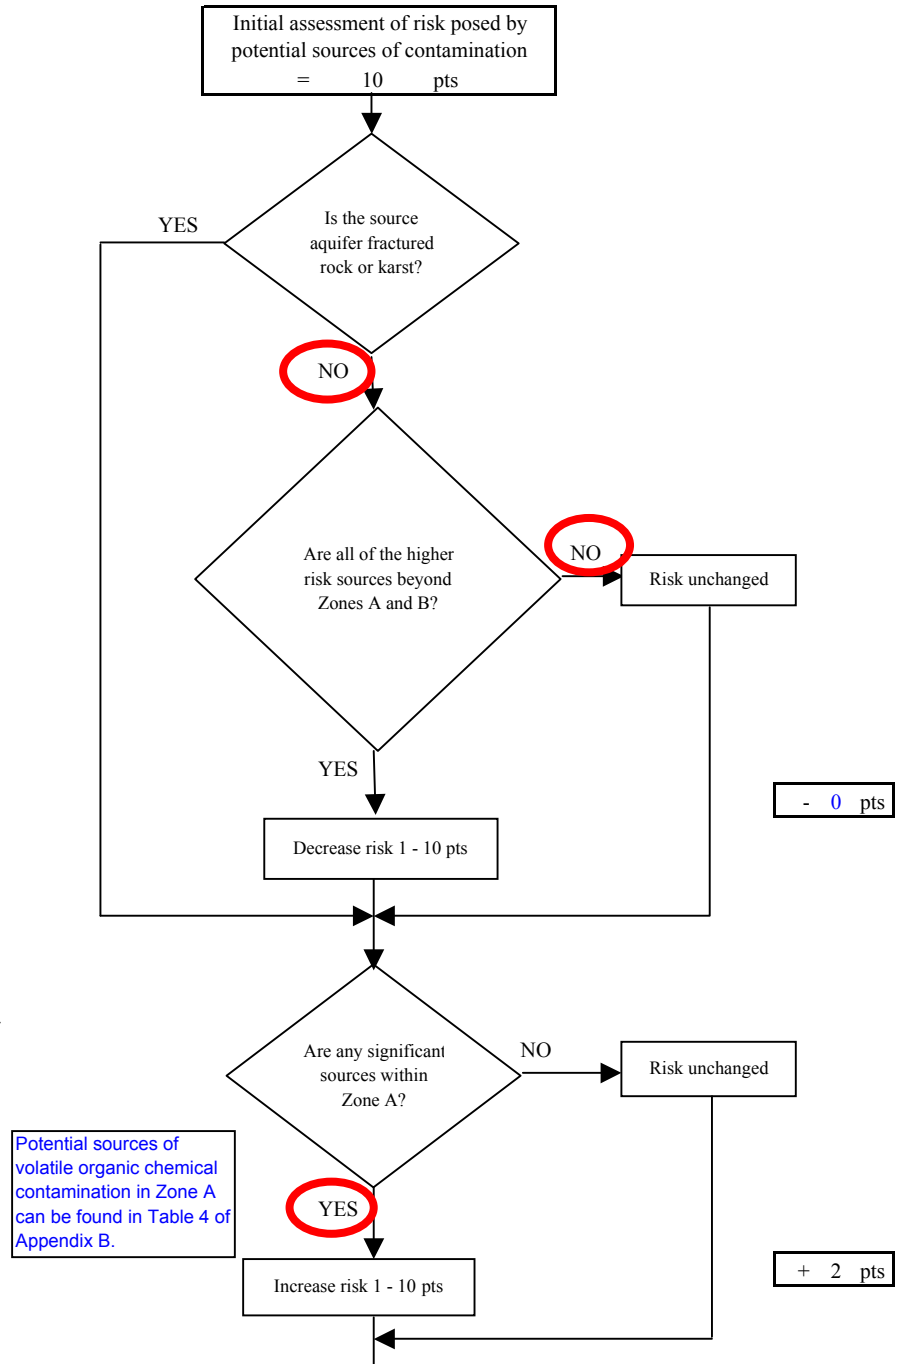 Initial assessment of risk posed by
potential sources of contamination
= 10 pts
YES
Is the source
aquifer fractured
rock or karst?
NO
Are all of the higher
risk sources beyond
Zones A and B?
NO
Risk unchanged
YES
- 0 pts
Decrease risk 1 - 10 pts
Are any significant
sources within
Zone A?
NO
Risk unchanged
Potential sources of
volatile organic chemical
contamination in Zone A
can be found in Table 4 of
Appendix B.
YES
+ 2 pts
Increase risk 1 - 10 pts